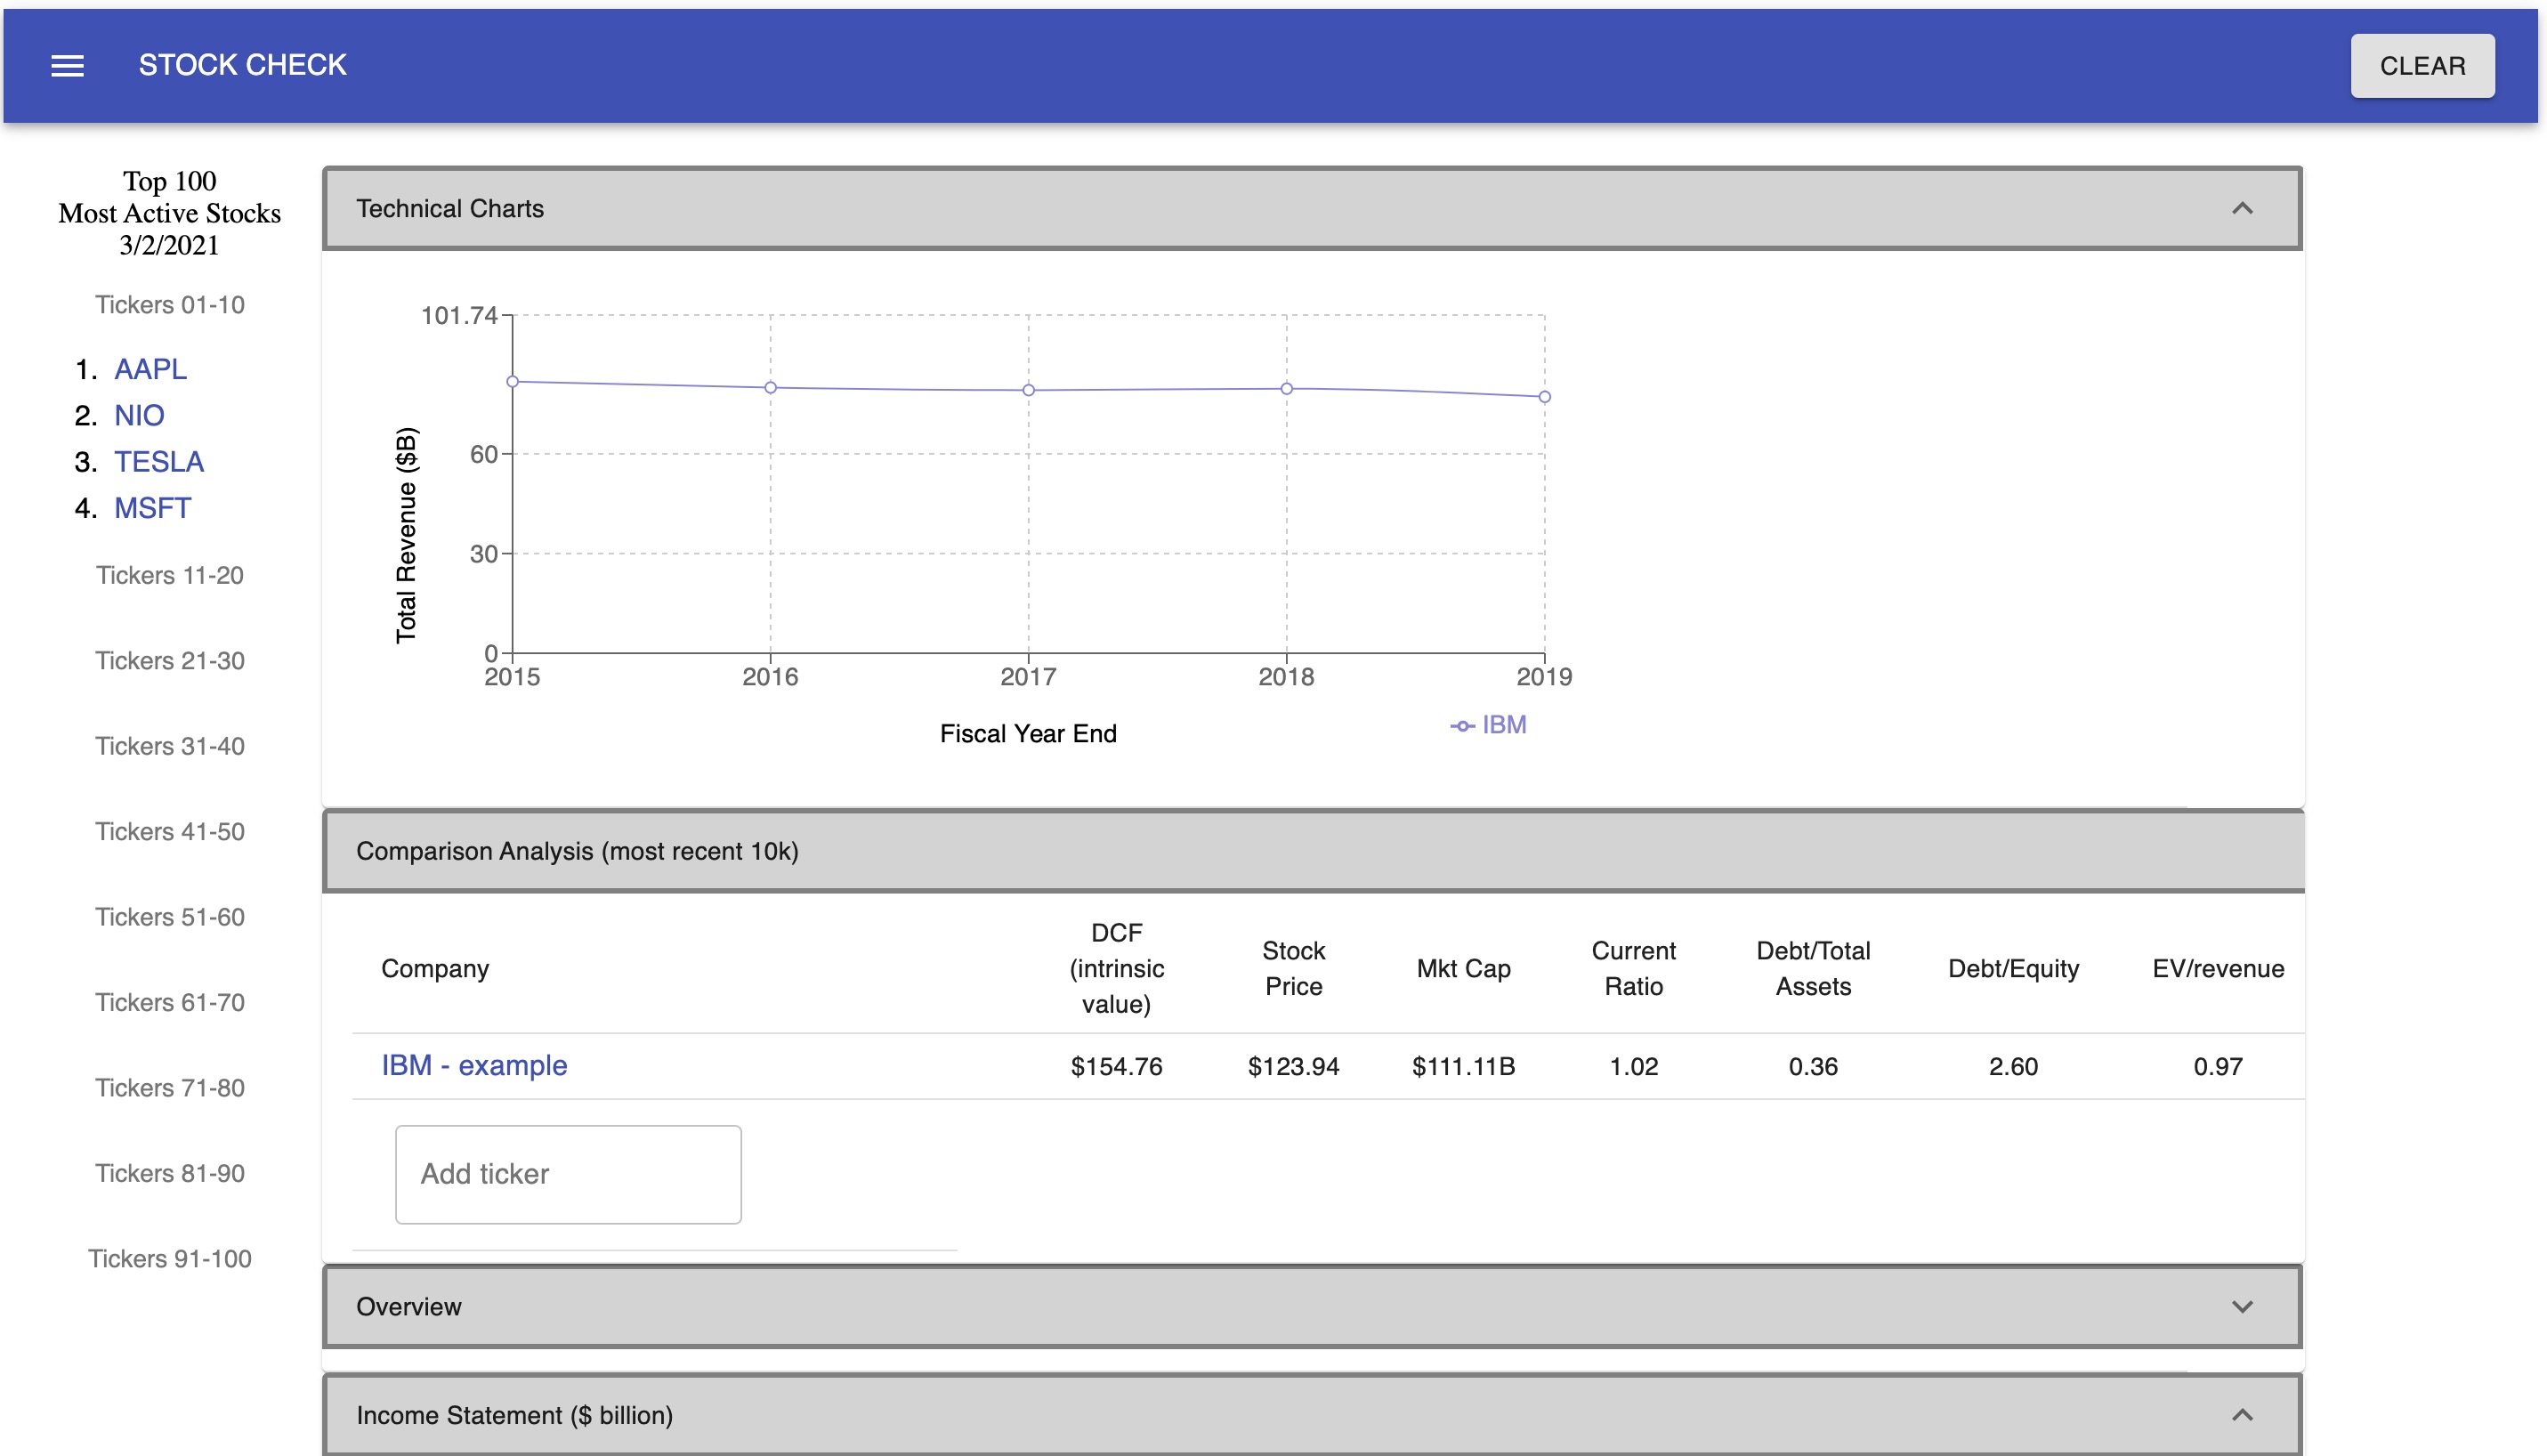 STOCK CHECK
CLEAR
Top 100
Most Active Stocks
3/2/2021
Tickers 01-10
1. AAPL
2. NIO
3. TESLA
4. MSFT
Tickers 11-20
Tickers 21-30
Tickers 31-40
Tickers 41-50
Tickers 51-60
Tickers 61-70
Tickers 71-80
Tickers 81-90
Tickers 91-100
Technical Charts
101.74
60
30
0
Total Revenue ($B)
2015 2016 2017 2018 2019
Fiscal Year End
IBM
Comparison Analysis (most recent 10k)
Company
DCF
(intrinsic
value)
Stock
Price
Mkt Cap
Current
Ratio
Debt/Total
Assets
Debt/Equity
EV/revenue
IBM - example $154.76 $123.94 $111.11B 1.02 0.36 2.60 0.97
Add ticker
Overview
Income Statement ($ billion)